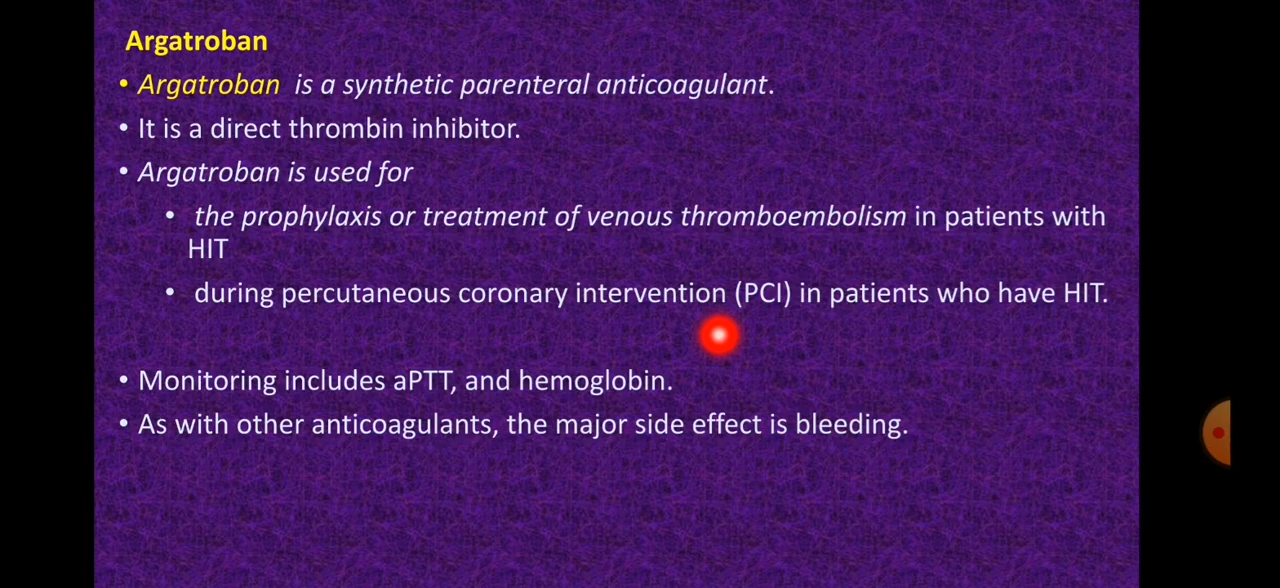 Argatroban
• Argatroban is a synthetic parenteral anticoagulant.
• It is a direct thrombin inhibitor.
• Argatroban is used for
• the prophylaxis or treatment of venous thromboembolism in patients with
HIT
• during percutaneous coronary intervention (PCI) in patients who have HIT.
• Monitoring includes aPTT, and hemoglobin.
• As with other anticoagulants, the major side effect is bleeding.